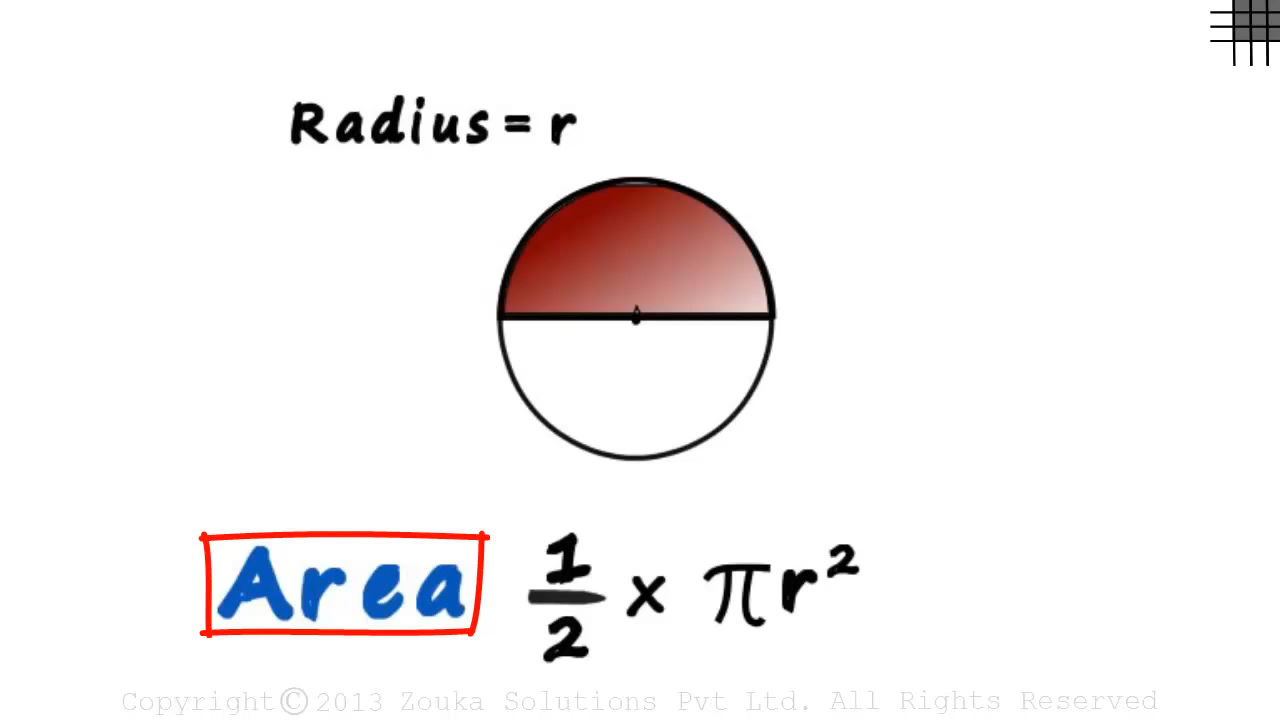 Radius = r
Area 1/2 x πr²
Copyright © 2013 Zouka Solutions Pvt Ltd. All Rights Reserved